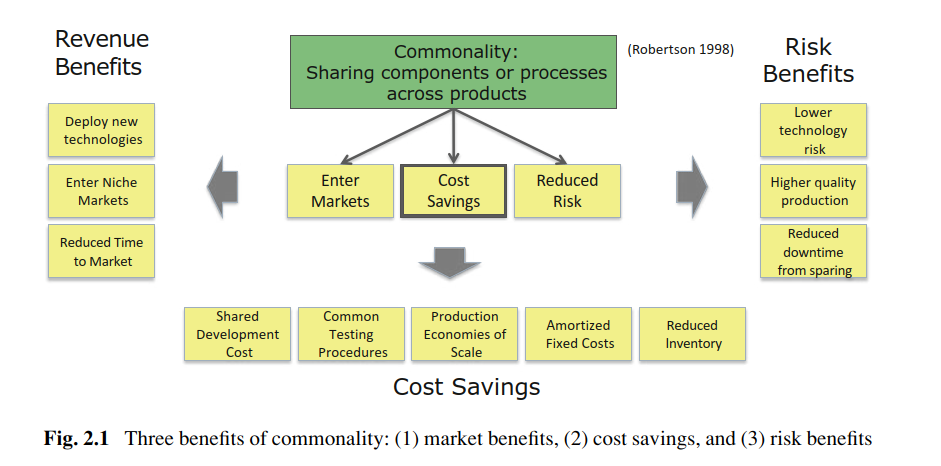 Revenue
Benefits
Commonality:
Sharing components or processes
across products
(Robertson 1998)
Risk
Benefits
Deploy new
technologies
Enter Niche
Markets
Reduced Time
to Market
Enter
Markets
Cost
Savings
Reduced
Risk
Lower
technology
risk
Higher quality
production
Reduced
downtime
from sparing
Shared
Development
Cost
Common
Testing
Procedures
Production
Economies of
Scale
Amortized
Fixed Costs
Reduced
Inventory
Cost Savings
Fig. 2.1 Three benefits of commonality: (1) market benefits, (2) cost savings, and (3) risk benefits